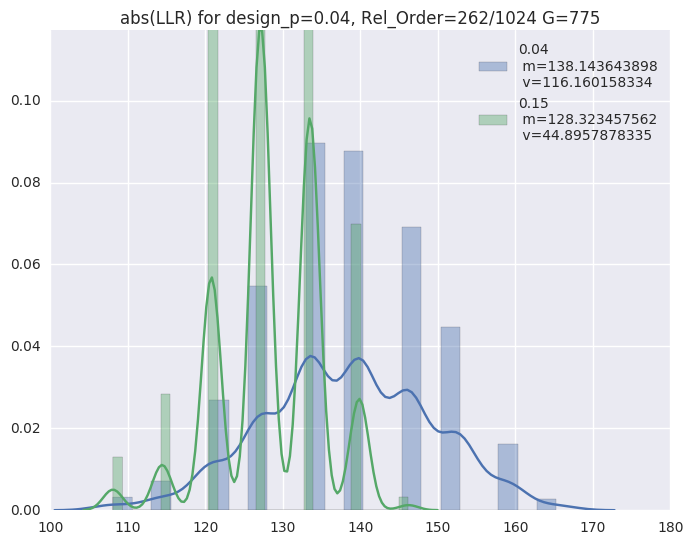 abs(LLR) for design_p=0.04, Rel_Order=262/1024 G=775
0.04
m=138.143643898
v=116.160158334
0.15
m=128.323457562
v=44.8957878335
0.10
0.08
0.06
0.04
0.02
0.00
100 110 120 130 140 150 160 170 180